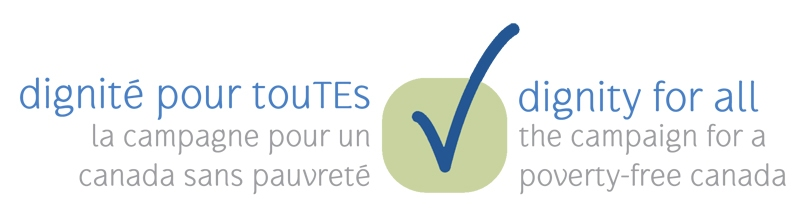 dignité pour touTEs
la campagne pour un
canada sans pauvreté
dignity for all
the campaign for a
poverty-free canada